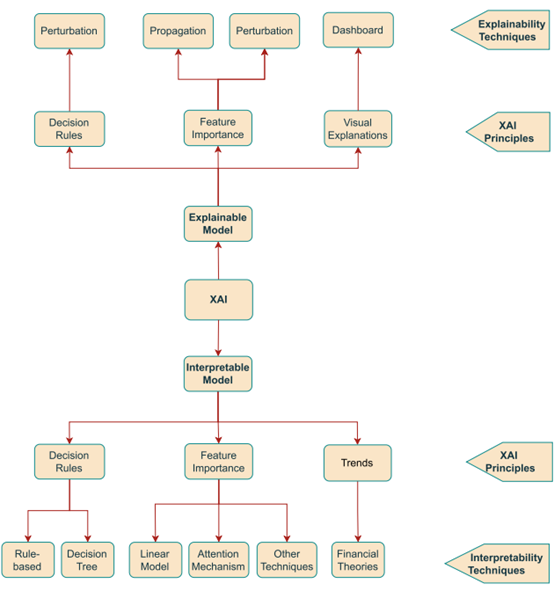 Perturbation
Propagation
Perturbation
Dashboard
Explainability
Techniques
Decision
Rules
Feature
Importance
Visual
Explanations
XAI
Principles
Explainable
Model
XAI
Interpretable
Model
Decision
Rules
Feature
Importance
Trends
XAI
Principles
Rule-
based
Decision
Tree
Linear
Model
Attention
Mechanism
Other
Techniques
Financial
Theories
Interpretability
Techniques